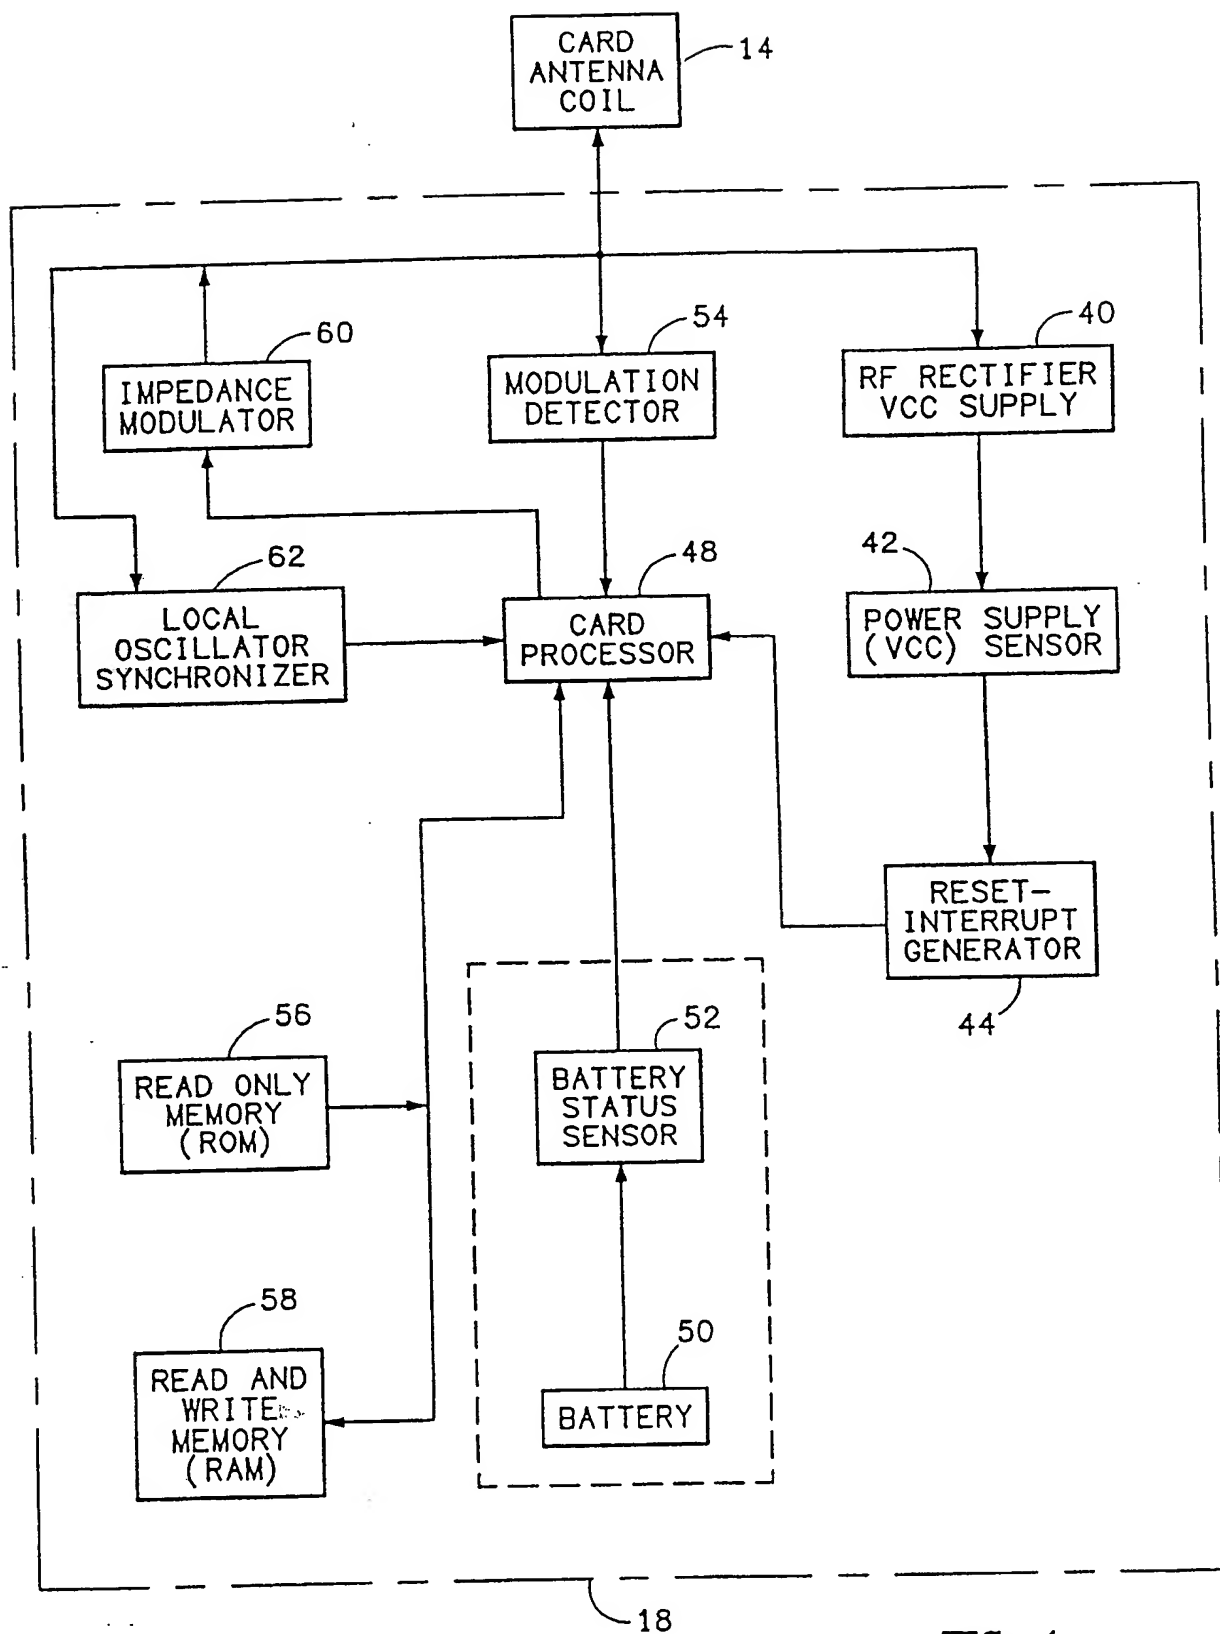 CARD
ANTENNA
COIL
14
60
IMPEDANCE
MODULATOR
54
MODULATION
DETECTOR
40
RF RECTIFIER
VCC SUPPLY
62
LOCAL
OSCILLATOR
SYNCHRONIZER
48
CARD
PROCESSOR
42
POWER SUPPLY
(VCC) SENSOR
RESET-
INTERRUPT
GENERATOR
44
56
READ ONLY
MEMORY
(ROM)
52
BATTERY
STATUS
SENSOR
58
READ AND
WRITE
MEMORY
(RAM)
50
BATTERY
18